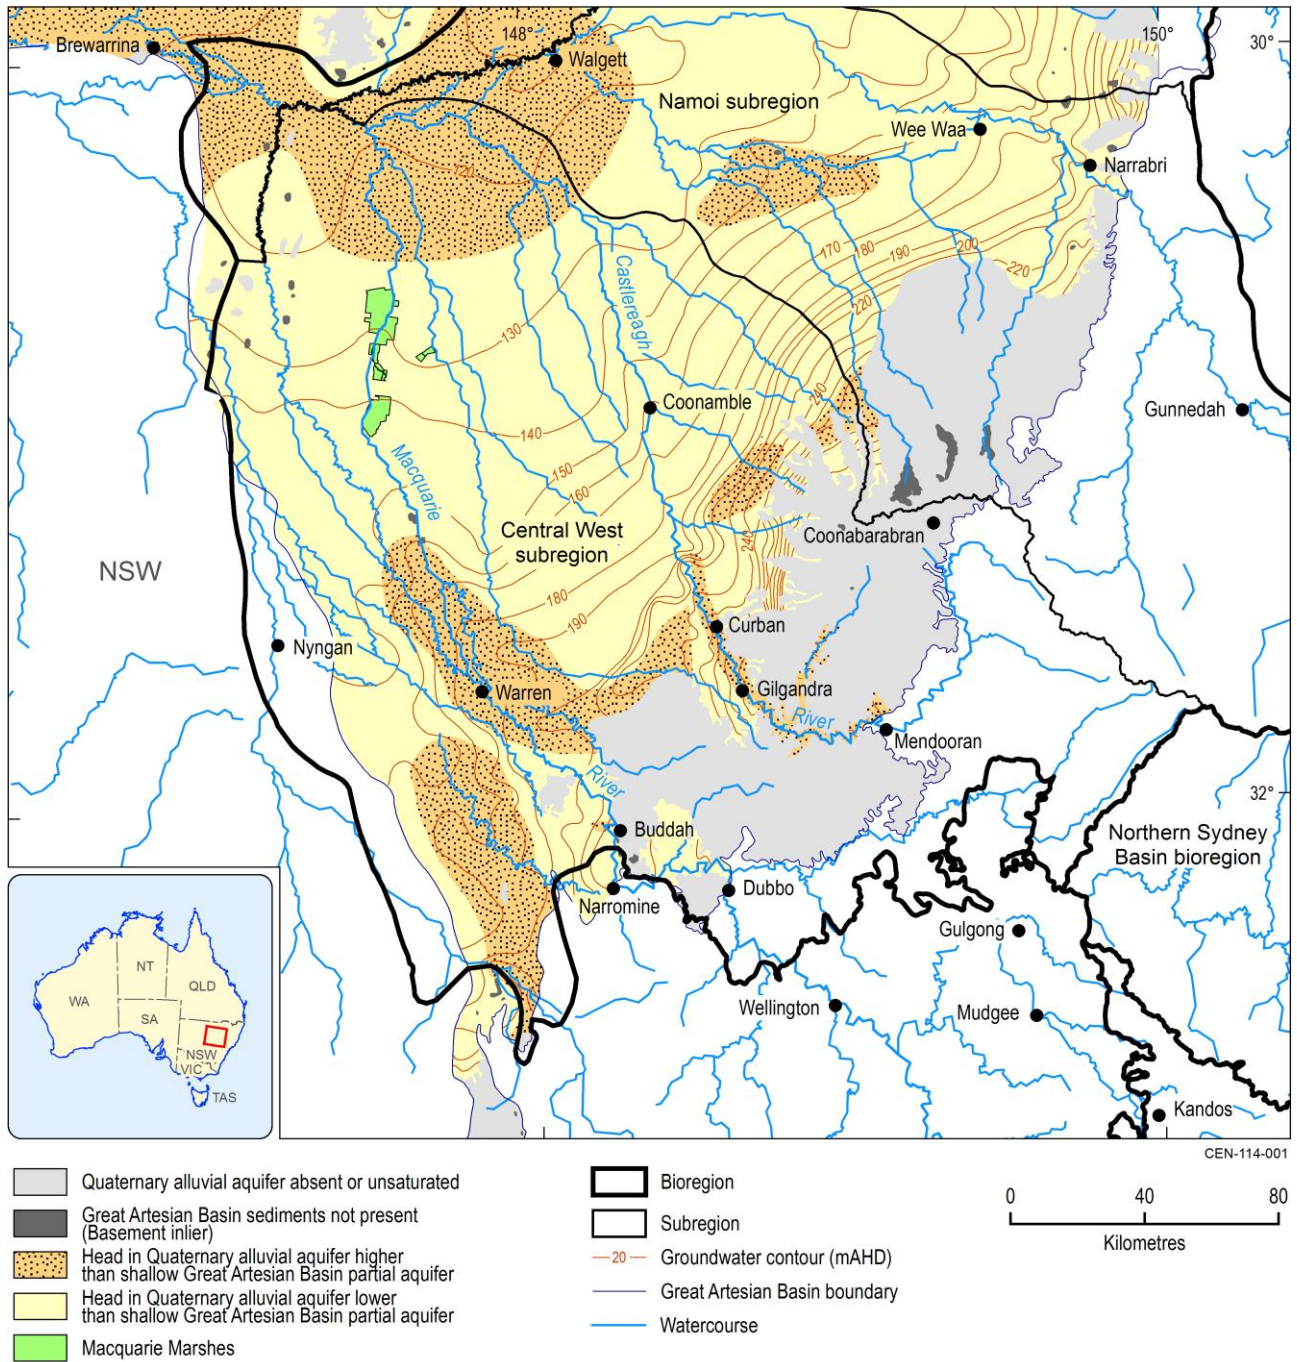 148°
150°
30°
Brewarrina
Walgett
Namoi subregion
Wee Waa
Narrabri
120
170
180
190
200
220
220
Castlereagh
130
240
Coonamble
Gunnedah
140
Macquarie
150
160
Central West
subregion
240
Coonabarabran
NSW
180
190
Curban
Nyngan
Warren
Gilgandra
River
Mendooran
River
32°
Buddah
Northern Sydney
Basin bioregion
Dubbo
Narromine
Gulgong
Wellington
Mudgee
Kandos
NT
QLD
WA
SA
NSW
VIC
TAS
CEN-114-001
Quaternary alluvial aquifer absent or unsaturated
Great Artesian Basin sediments not present
(Basement inlier)
Head in Quaternary alluvial aquifer higher
than shallow Great Artesian Basin partial aquifer
Head in Quaternary alluvial aquifer lower
than shallow Great Artesian Basin partial aquifer
Macquarie Marshes
Bioregion
Subregion
20
Groundwater contour (mAHD)
Great Artesian Basin boundary
Watercourse
0 40 80
Kilometres